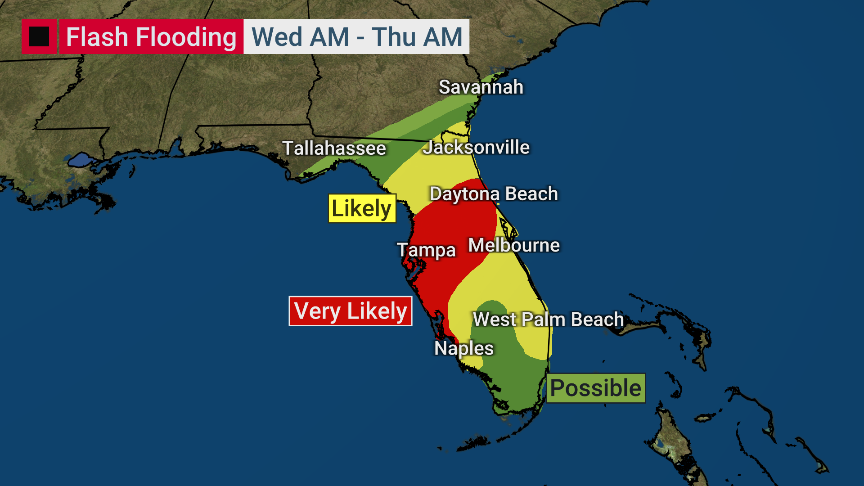 Flash Flooding Wed AM - Thu AM
Savannah
Tallahassee
Jacksonville
Daytona Beach
Likely
Tampa
Melbourne
Very Likely
West Palm Beach
Naples
Possible